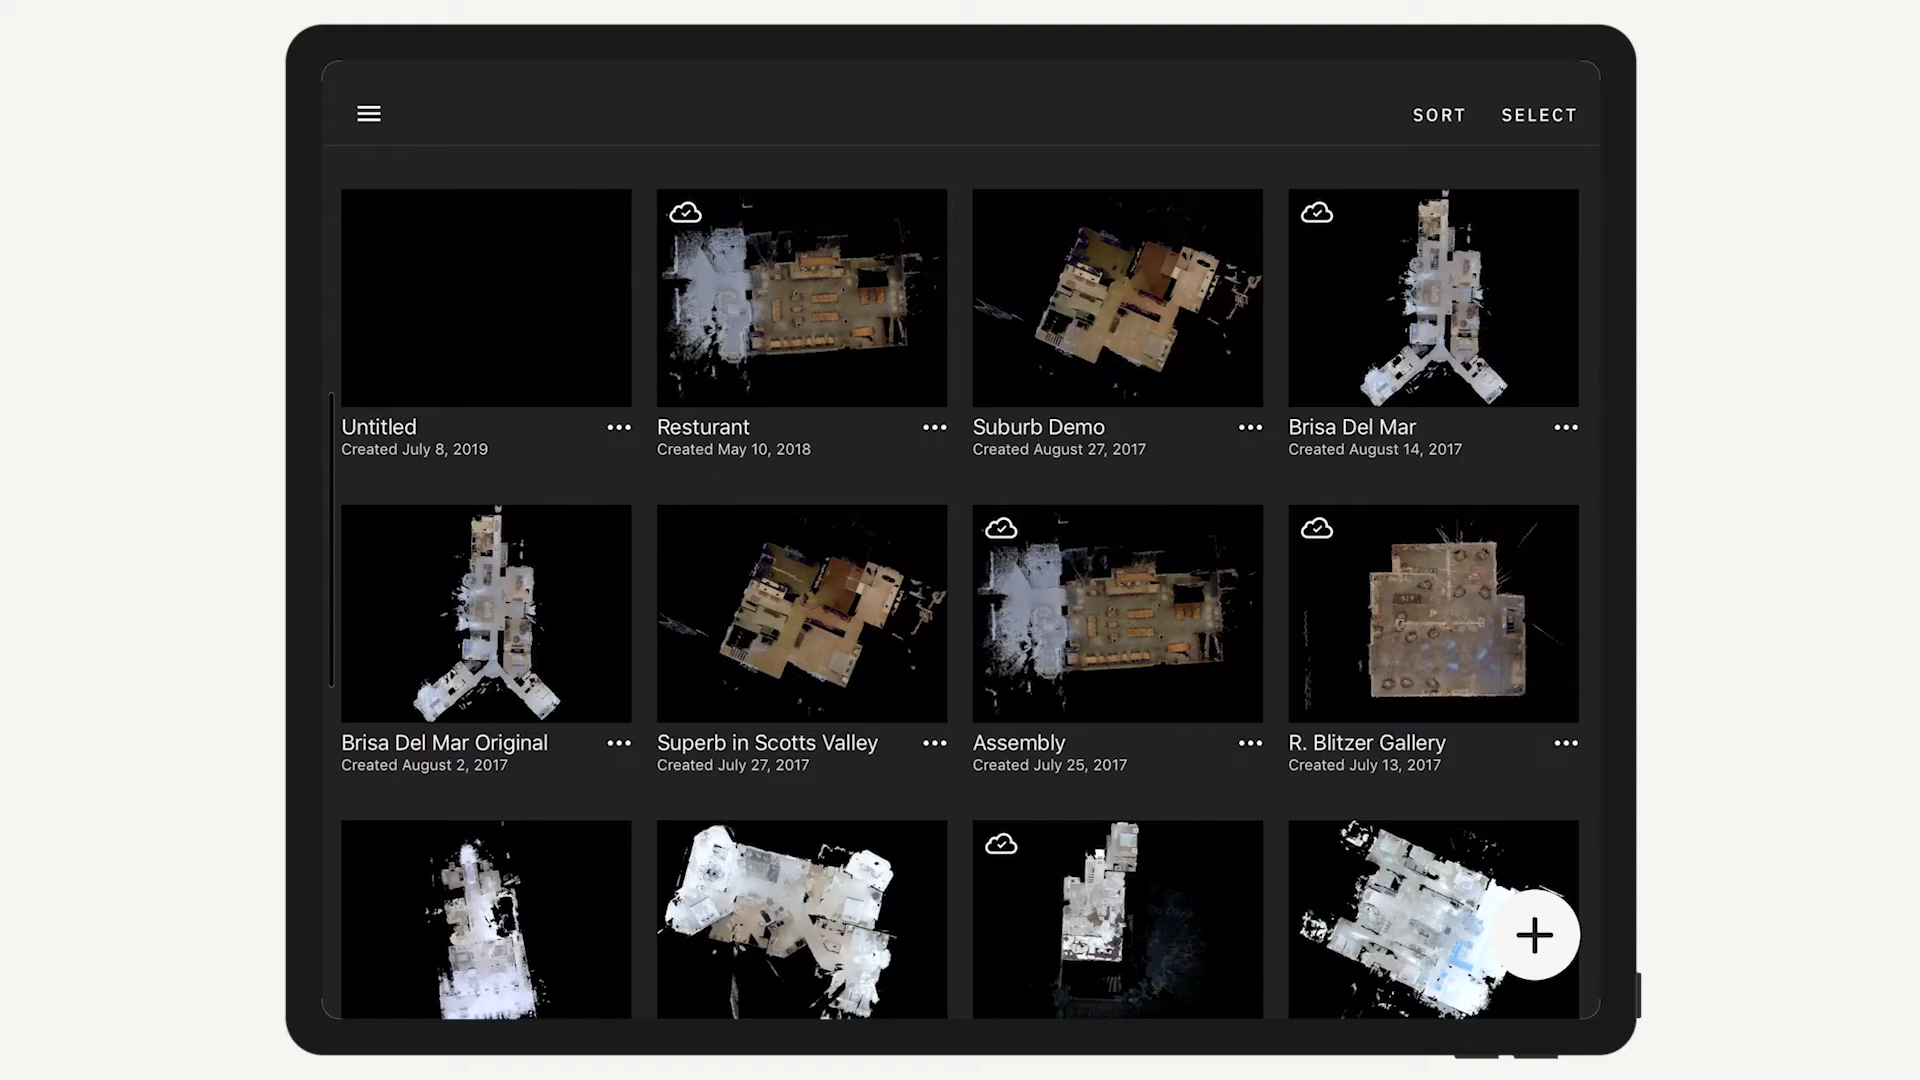 SORT SELECT
Untitled
Created July 8, 2019
Resturant
Created May 10, 2018
Suburb Demo
Created August 27, 2017
Brisa Del Mar
Created August 14, 2017
Brisa Del Mar Original
Created August 2, 2017
Superb in Scotts Valley
Created July 27, 2017
Assembly
Created July 25, 2017
R. Blitzer Gallery
Created July 13, 2017